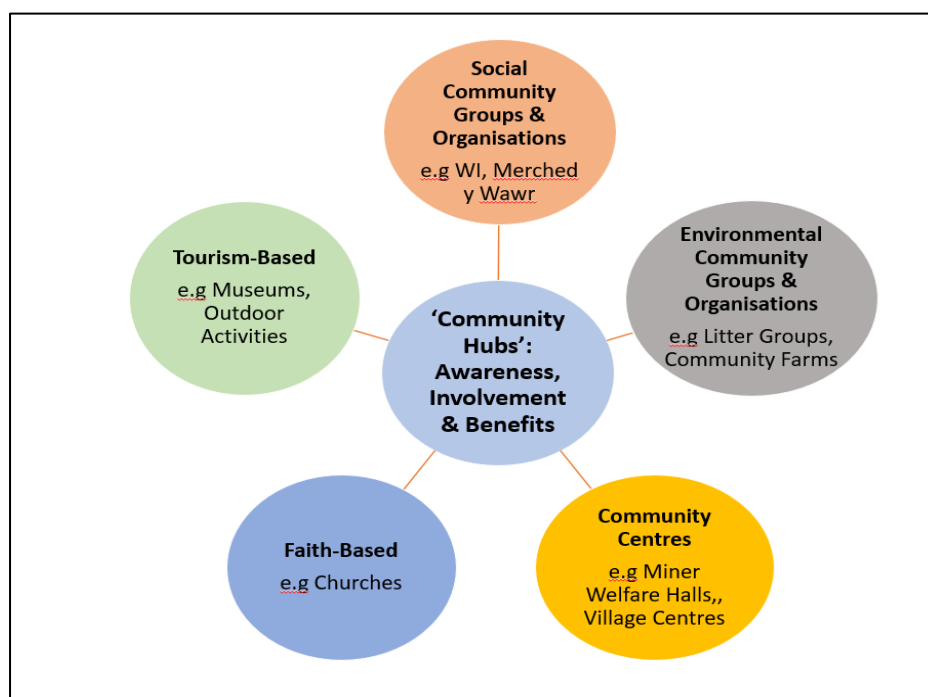 Social
Community
Groups &
Organisations
e.g WI, Merched
y Wawr
Tourism-Based
e.g Museums,
Outdoor
Activities
Environmental
Community
Groups &
Organisations
e.g Litter Groups,
Community Farms
‘Community
Hubs’:
Awareness,
Involvement
& Benefits
Faith-Based
e.g Churches
Community
Centres
e.g Miner
Welfare Halls,,
Village Centres